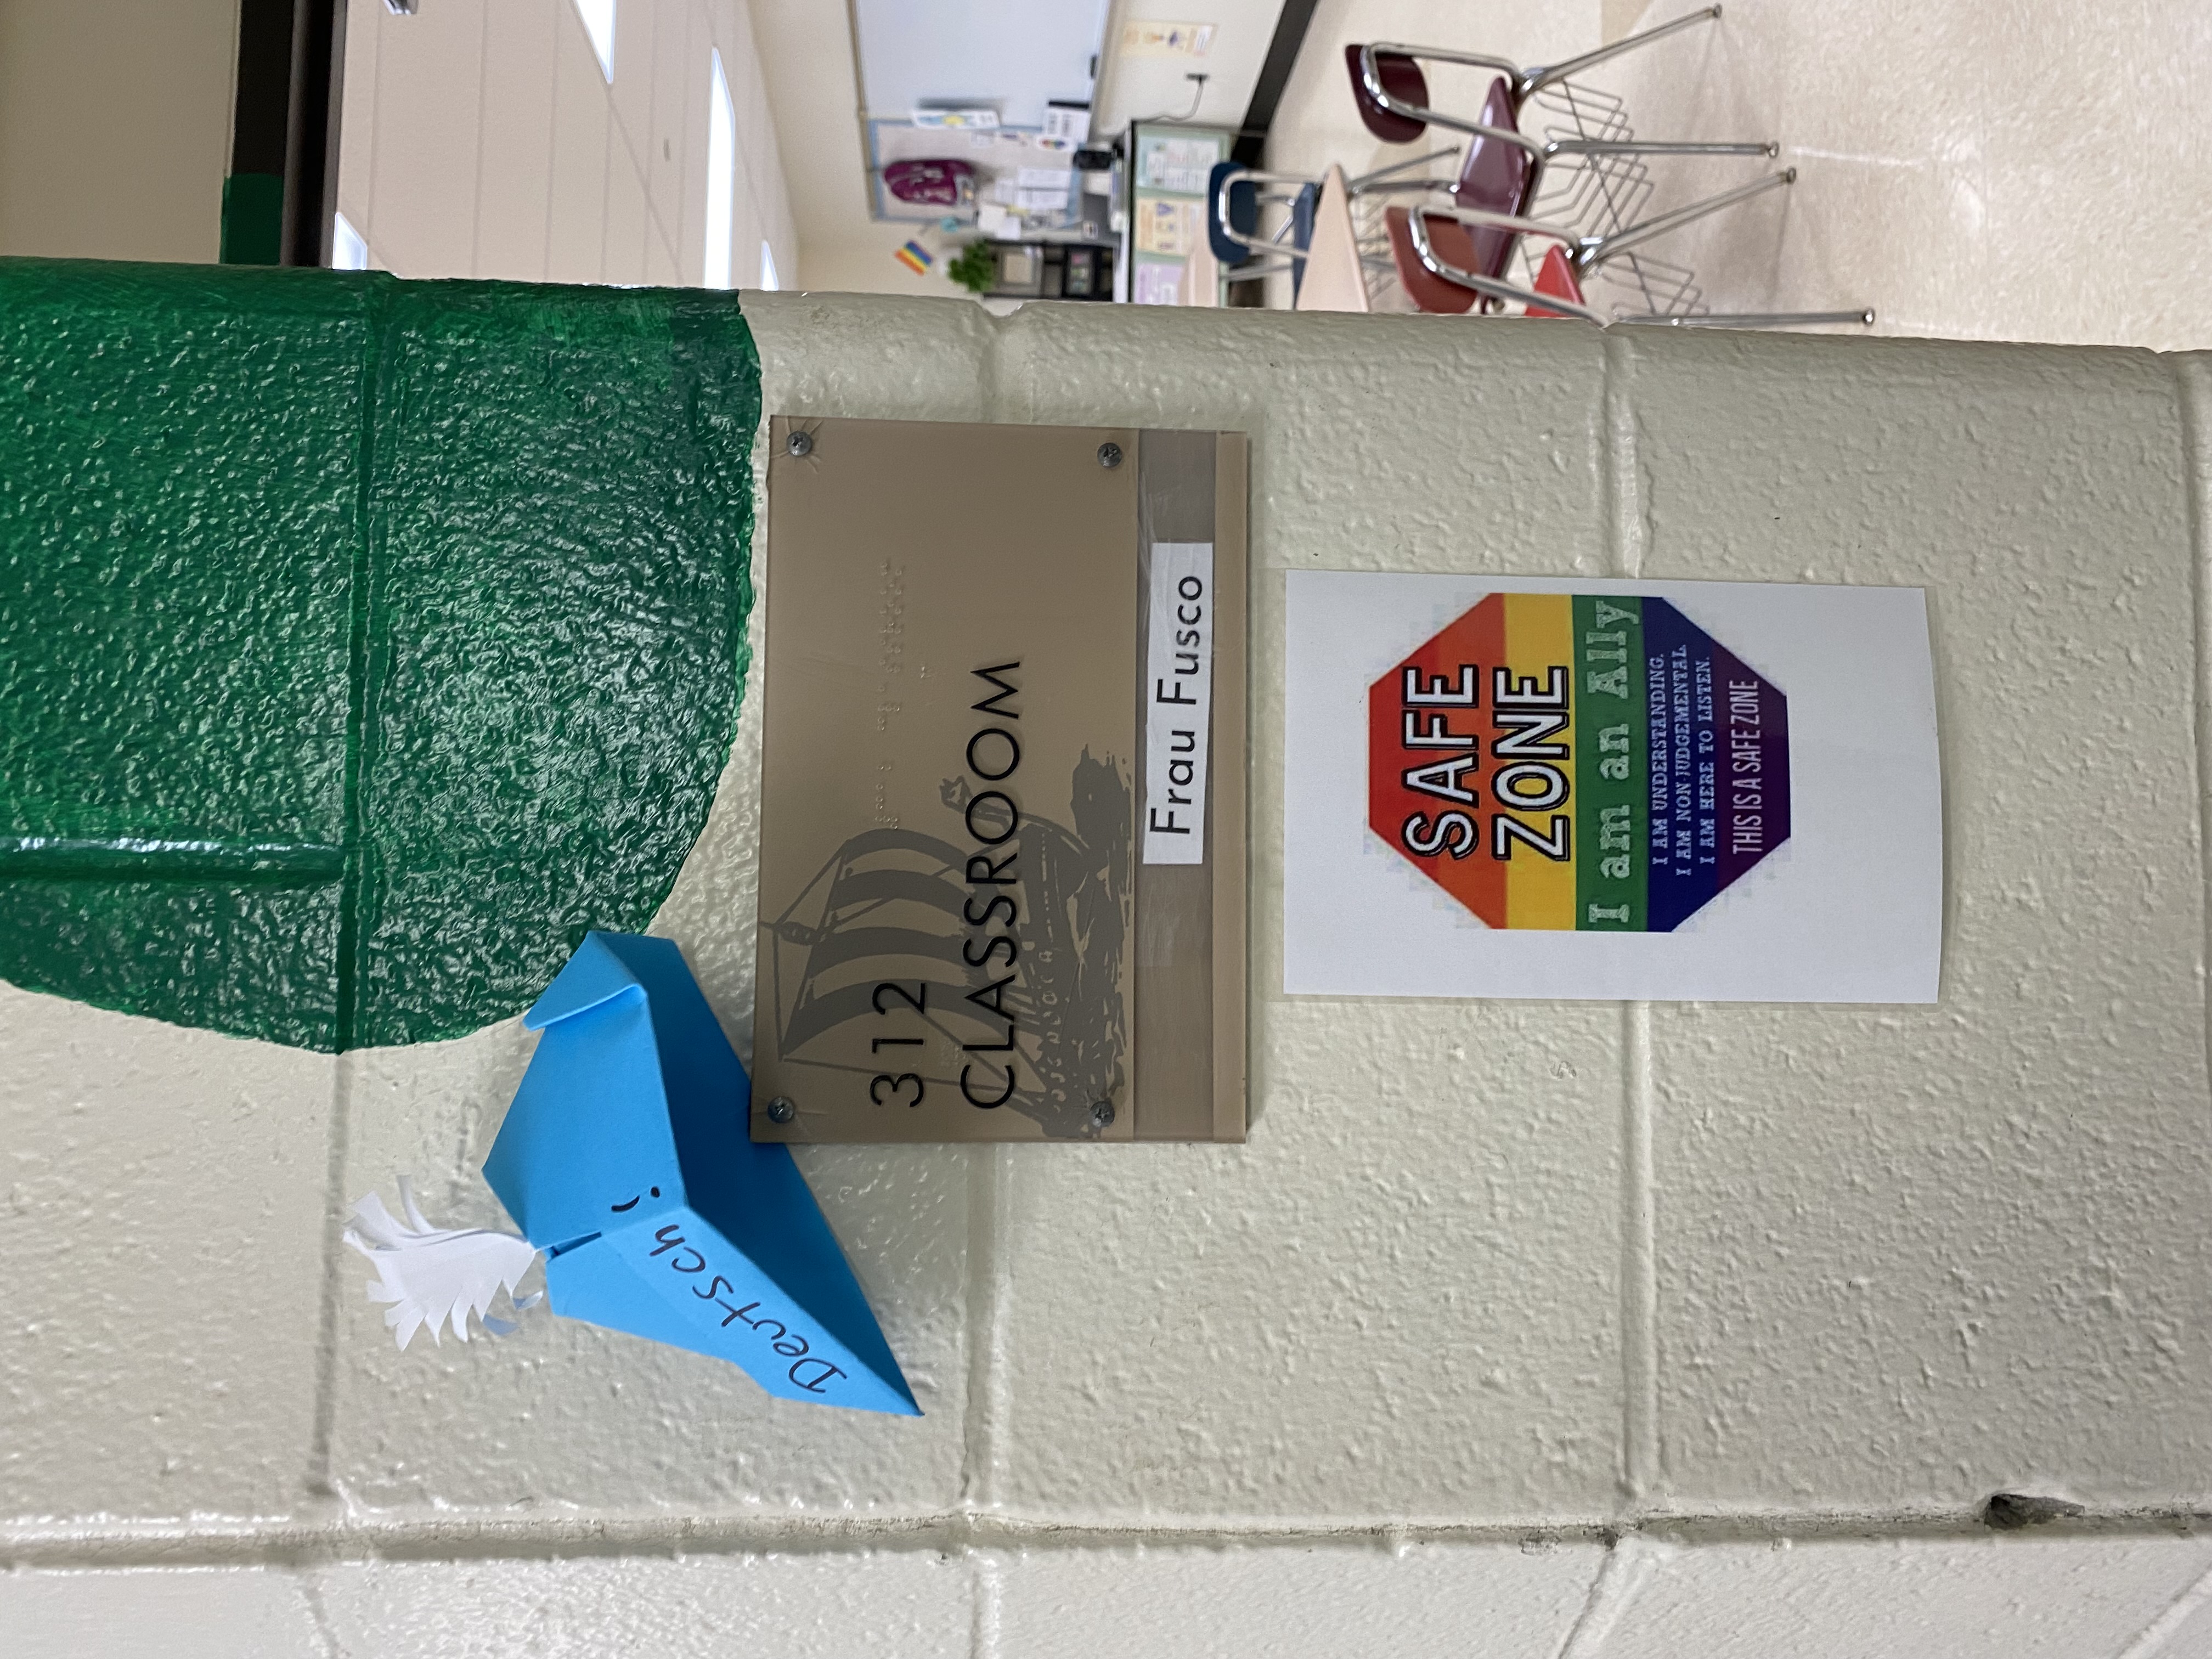 Deutsch!
312
CLASSROOM
Frau Fusco
SAFE
ZONE
I am an Ally
I AM UNDERSTANDING.
I AM NON-JUDGEMENTAL.
I AM HERE TO LISTEN.
THIS IS A SAFE ZONE